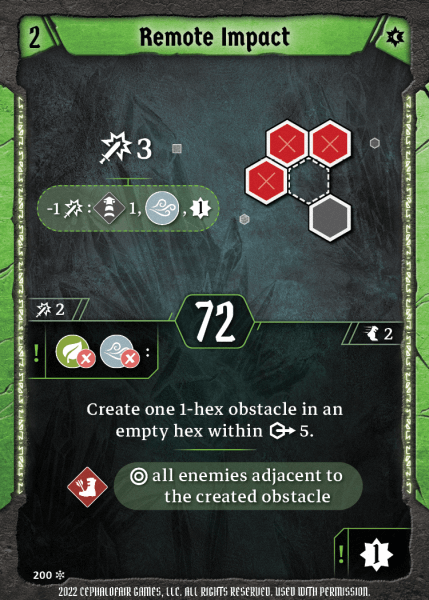 2
Remote Impact
3
-1 : 1, , 1
2
72
2
! :
Create one 1-hex obstacle in an
empty hex within 5.
all enemies adjacent to
the created obstacle
! 1
200
2022 CEPHALOFAIR GAMES, LLC. ALL RIGHTS RESERVED. USED WITH PERMISSION.